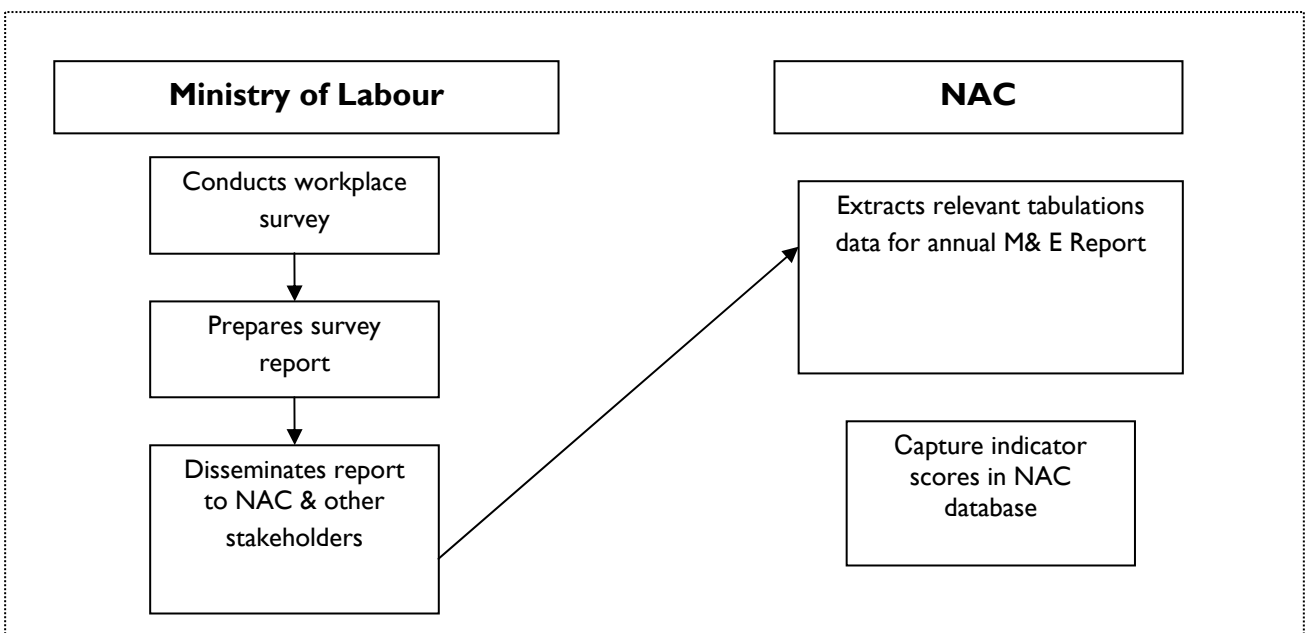 Ministry of Labour
Conducts workplace
survey
Prepares survey
report
Disseminates report
to NAC & other
stakeholders
NAC
Extracts relevant tabulations
data for annual M& E Report
Capture indicator
scores in NAC
database